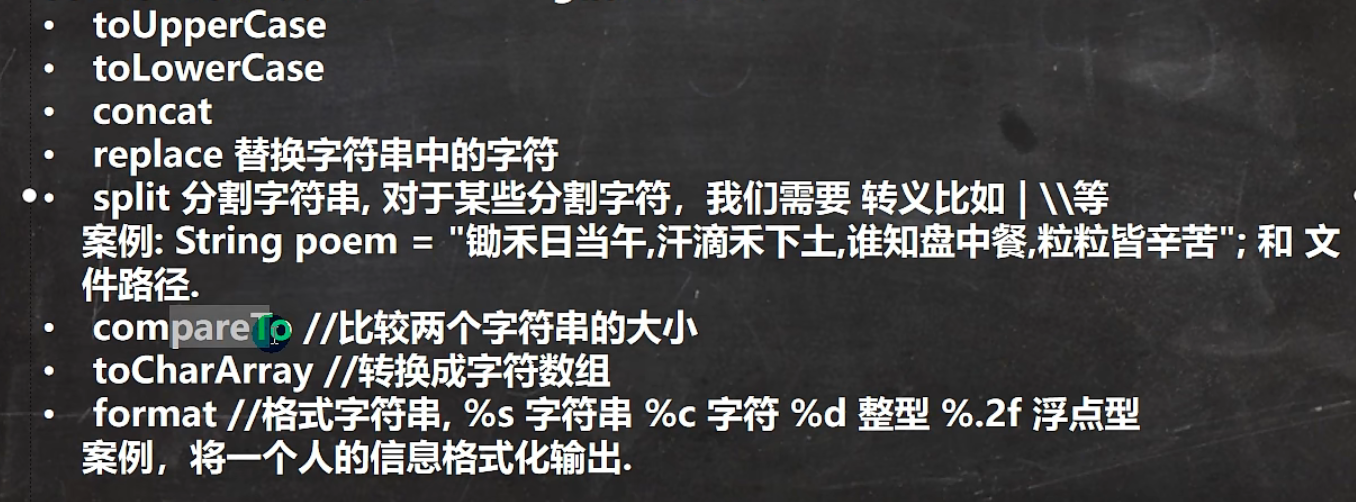 • toUpperCase
• toLowerCase
• concat
• replace 替换字符串中的字符
• split 分割字符串, 对于某些分割字符，我们需要 转义比如 | \\等
案例: String poem = "锄禾日当午,汗滴禾下土,谁知盘中餐,粒粒皆辛苦"; 和 文
件路径.
• compareTo //比较两个字符串的大小
• toCharArray //转换成字符数组
• format //格式字符串, %s 字符串 %c 字符 %d 整型 %.2f 浮点型
案例，将一个人的信息格式化输出.